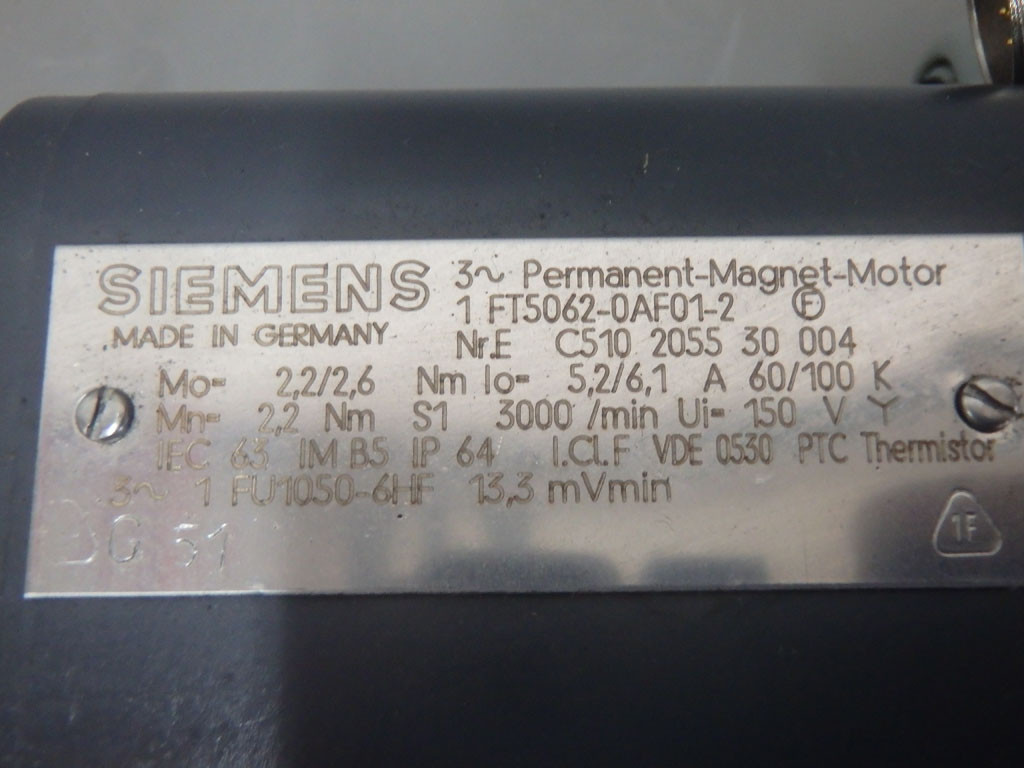 SIEMENS 3~ Permanent-Magnet-Motor
1 FT5062-0AF01-2 F
MADE IN GERMANY Nr.E C510 2055 30 004
Mo= 2,2/2,6 Nm Io= 5,2/6,1 A 60/100 K
Mn= 2,2 Nm S1 3000 /min Ui= 150 V Y
IEC 63 IM B5 IP 64 I.Cl.F VDE 0530 PTC Thermistor
3~ 1 FU1050-6HF 13,3 mVmin
51
1F